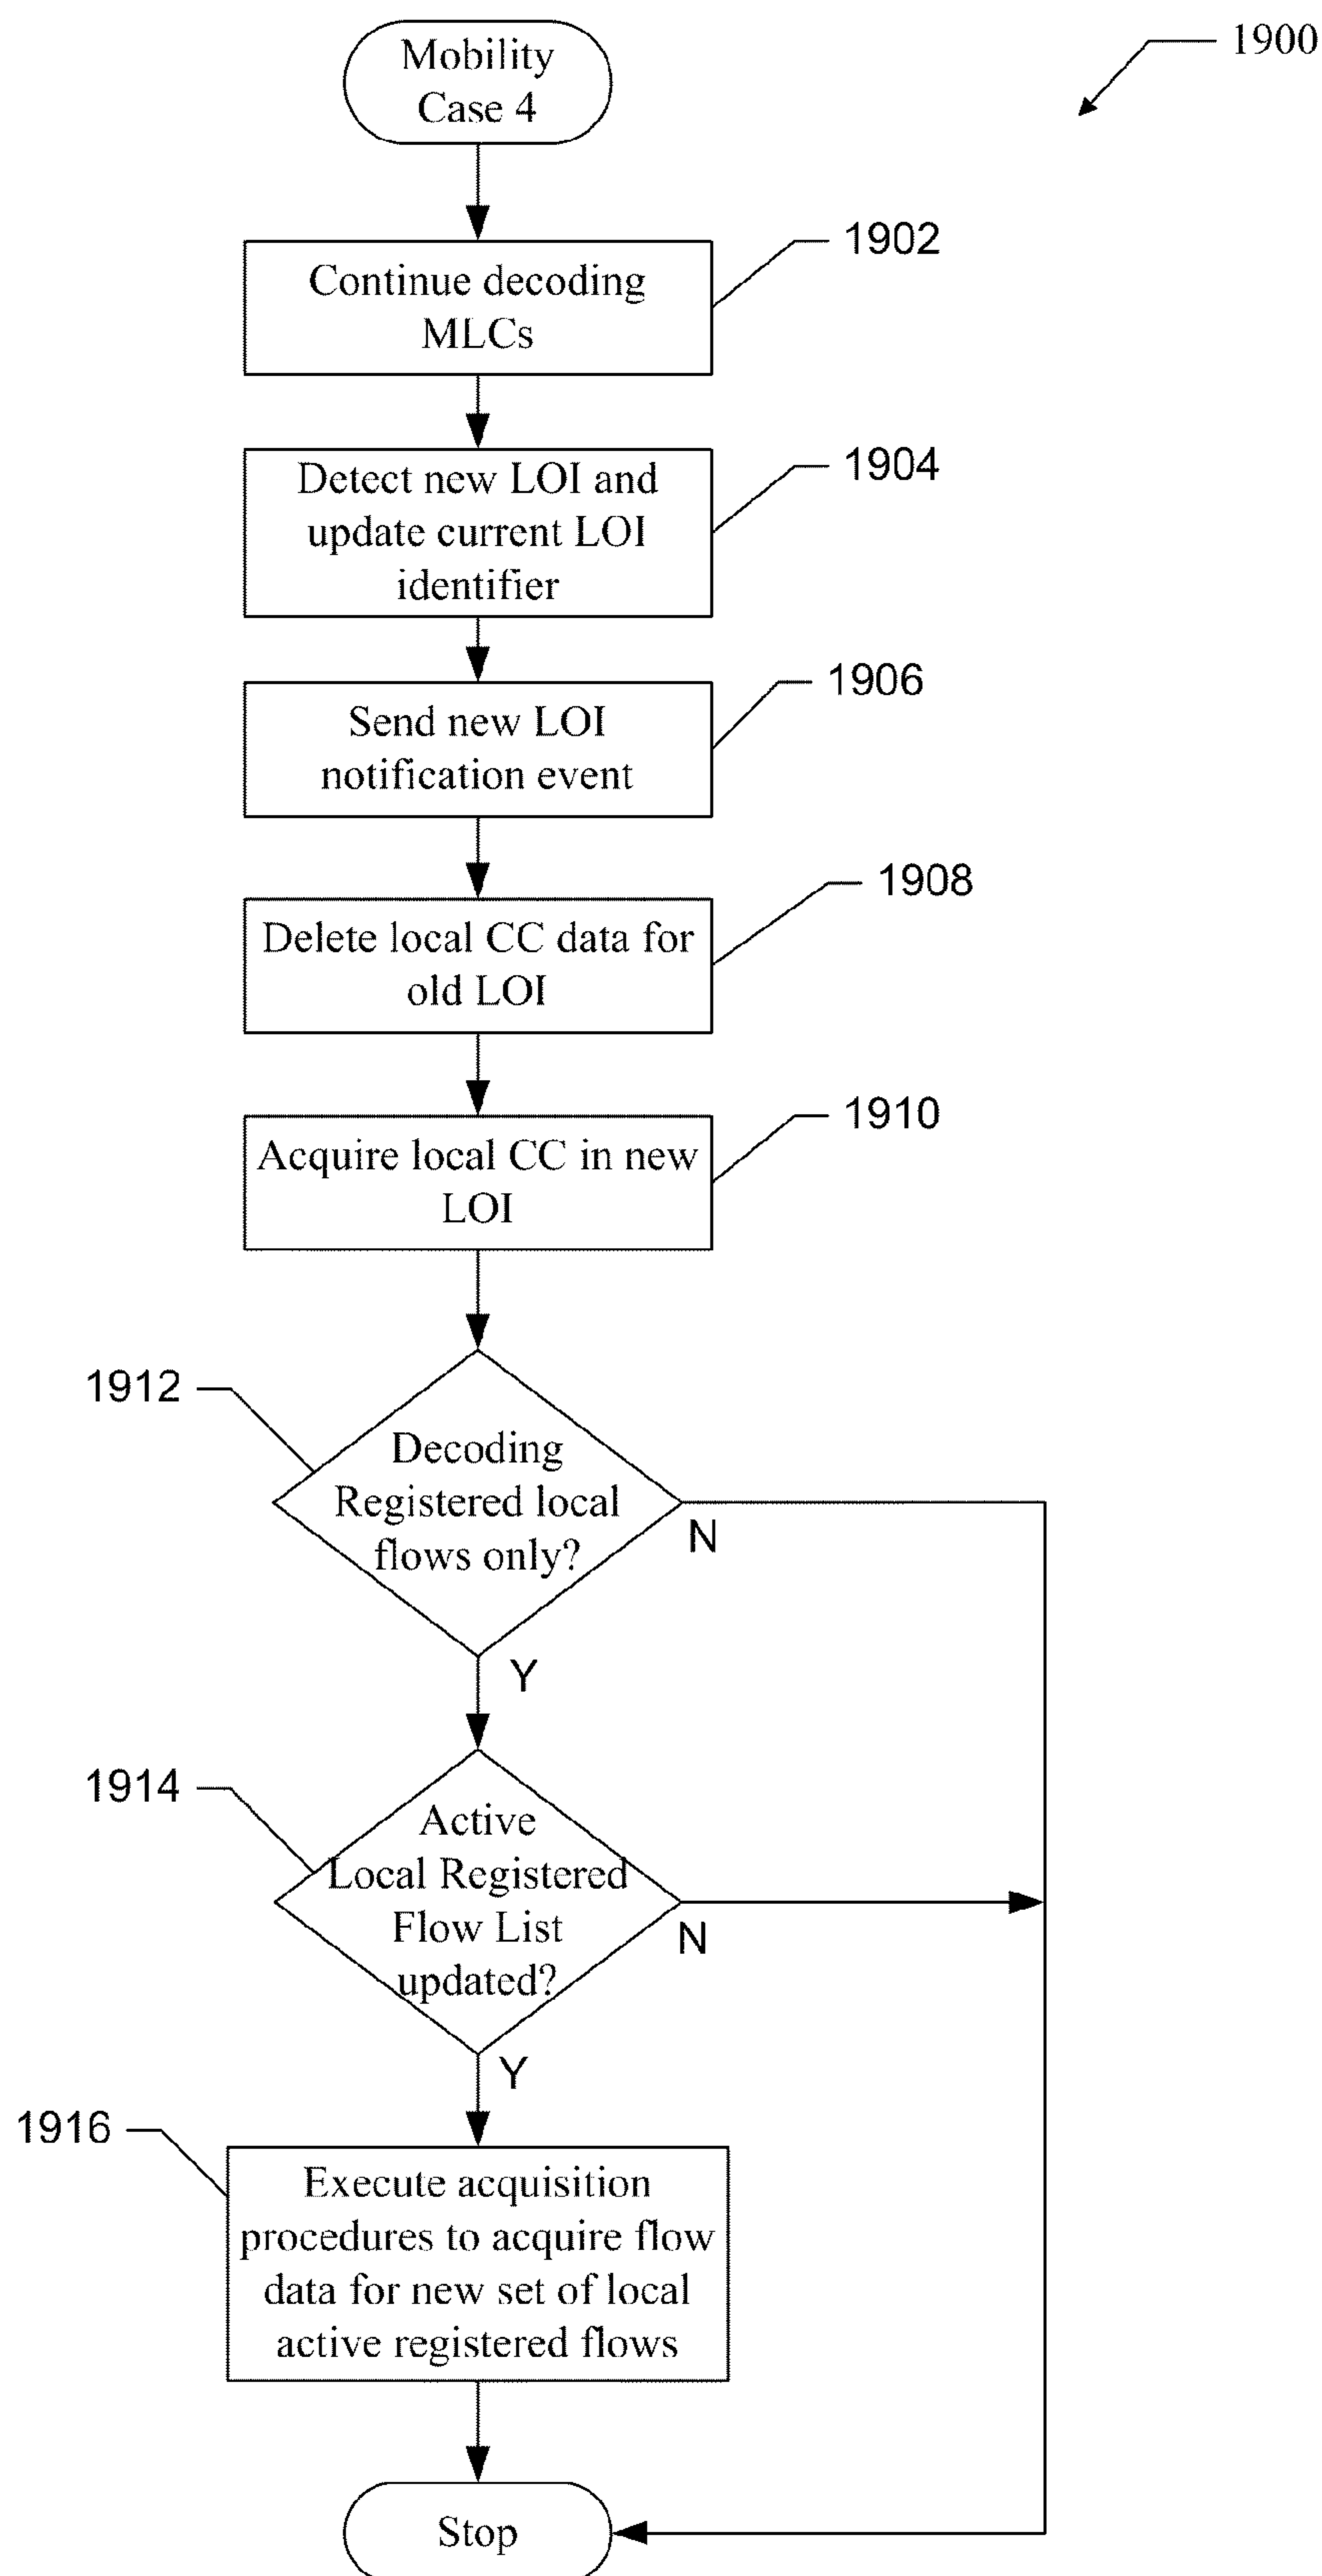 Mobility
Case 4
1900
1902
Continue decoding
MLCs
1904
Detect new LOI and
update current LOI
identifier
1906
Send new LOI
notification event
1908
Delete local CC data for
old LOI
1910
Acquire local CC in new
LOI
1912
Decoding
Registered local
flows only?
N
Y
1914
Active
Local Registered
Flow List
updated?
N
Y
1916
Execute acquisition
procedures to acquire flow
data for new set of local
active registered flows
Stop